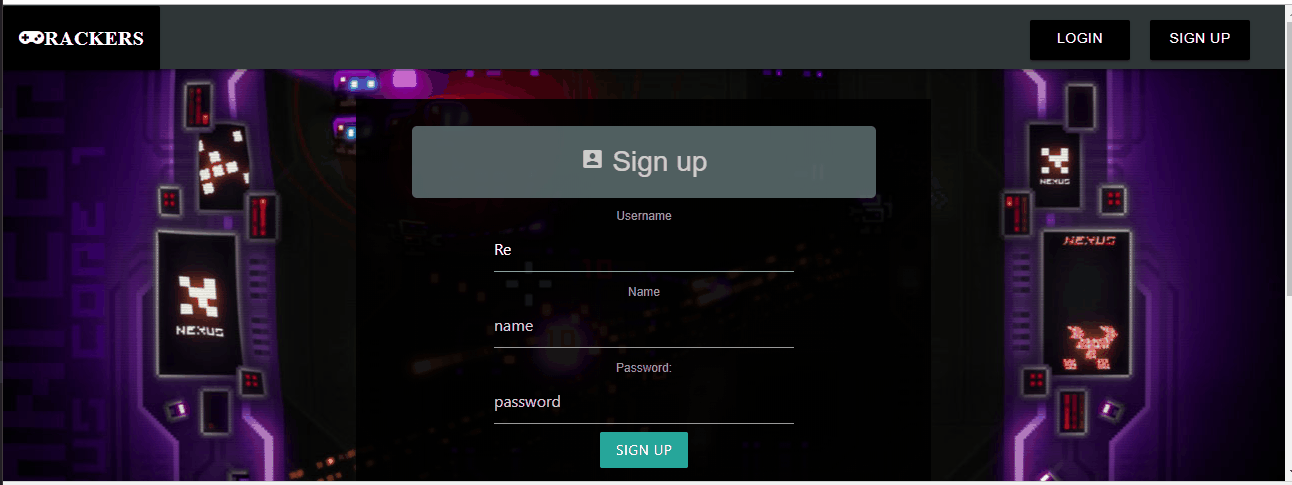 RACKERS
LOGIN
SIGN UP
Sign up
Username
Re
Name
name
Password:
password
SIGN UP
NEXUS
NEXUS
NEXUS